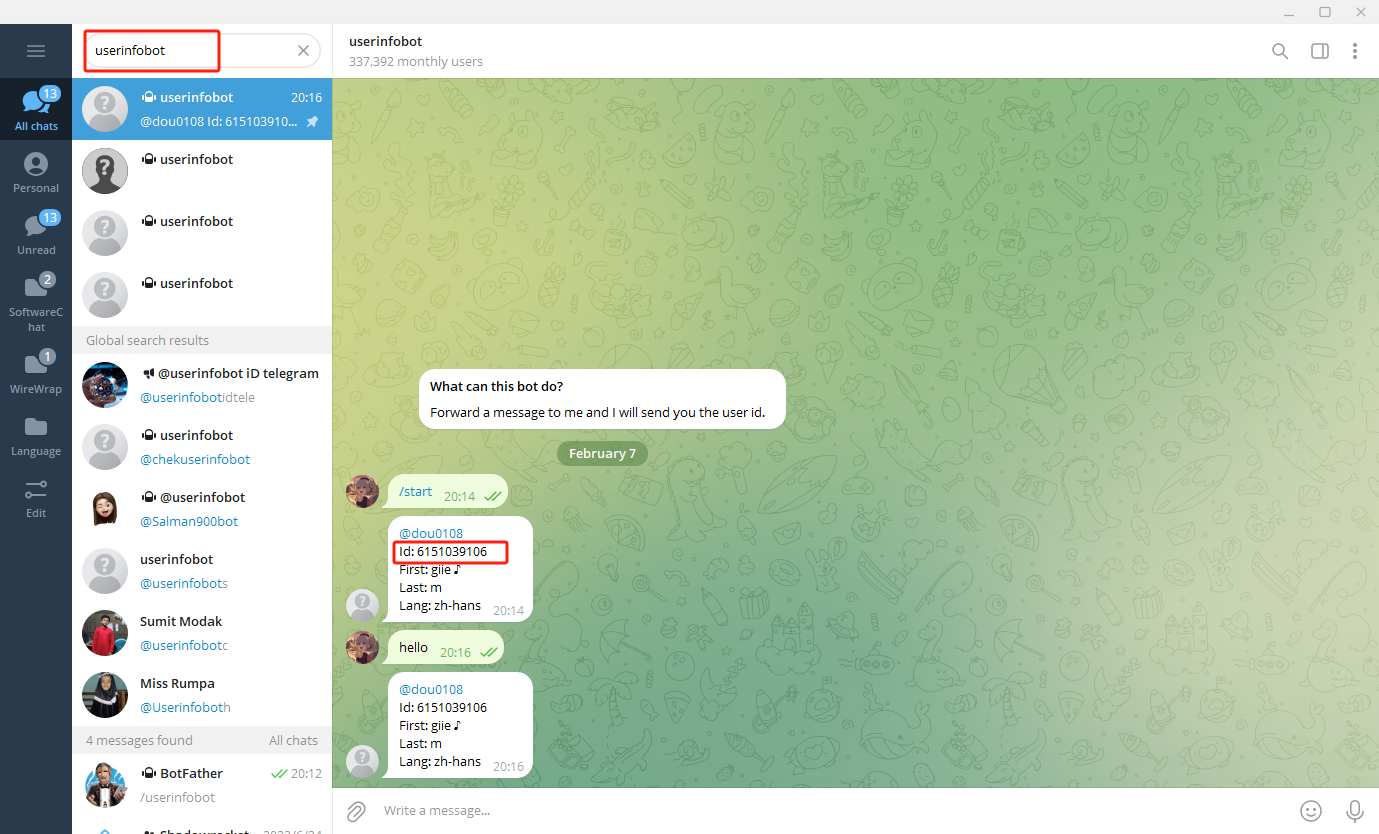 userinfobot
13
All chats
Personal
13
Unread
2
SoftwareC
hat
1
WireWrap
Language
Edit
userinfobot
20:16
@dou0108 Id: 615103910...
userinfobot
userinfobot
userinfobot
Global search results
@userinfobot iD telegram
@userinfobotidtele
userinfobot
@chekuserinfobot
@userinfobot
@Salman900bot
userinfobot
@userinfobots
Sumit Modak
@userinfobotc
Miss Rumpa
@Userinfoboth
4 messages found
All chats
BotFather
20:12
/userinfobot
userinfobot
337,392 monthly users
What can this bot do?
Forward a message to me and I will send you the user id.
February 7
/start
20:14
@dou0108
Id: 6151039106
First: giie ♪
Last: m
Lang: zh-hans
20:14
hello
20:16
@dou0108
Id: 6151039106
First: giie ♪
Last: m
Lang: zh-hans
20:16
Write a message...